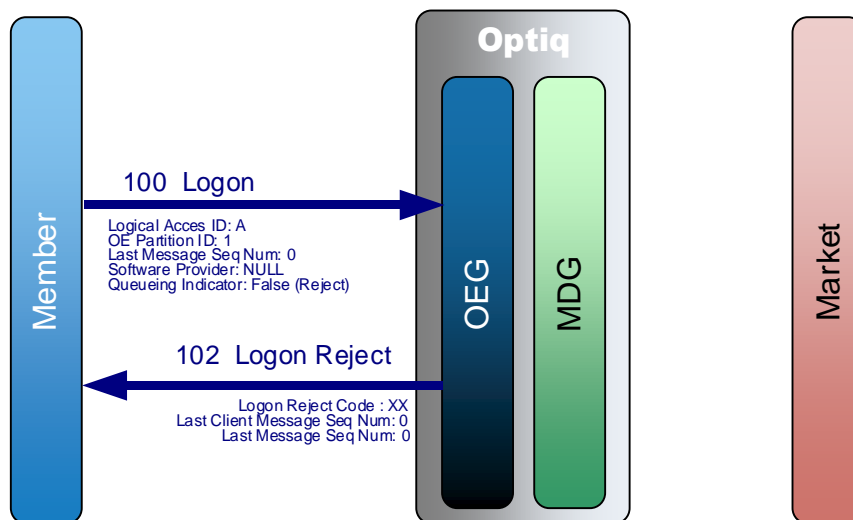 Optiq
Member
100 Logon
Logical Acces ID: A
OE Partition ID: 1
Last Message Seq Num: 0
Software Provider: NULL
Queueing Indicator: False (Reject)
OEG
MDG
Market
102 Logon Reject
Logon Reject Code : XX
Last Client Message Seq Num: 0
Last Message Seq Num: 0